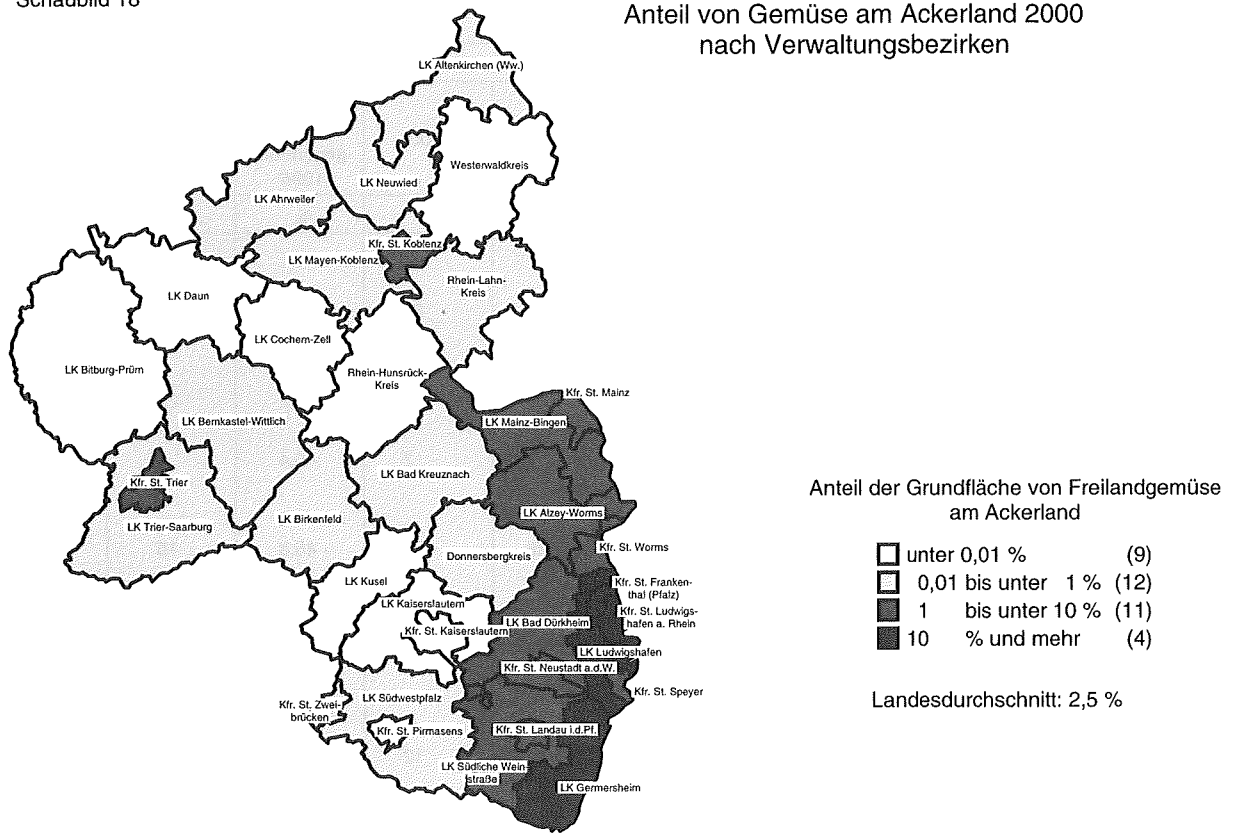 Schaubild 18
Anteil von Gemüse am Ackerland 2000
nach Verwaltungsbezirken
LK Altenkirchen (Ww.)
Westerwaldkreis
LK Neuwied
LK Ahrweiler
Kfr. St. Koblenz
LK Mayen-Koblenz
Rhein-Lahn-
Kreis
LK Daun
LK Cochem-Zell
LK Bitburg-Prüm
Rhein-Hunsrück-
Kreis
Kfr. St. Mainz
LK Bernkastel-Wittlich
LK Mainz-Bingen
LK Bad Kreuznach
Kfr. St. Trier
LK Alzey-Worms
LK Trier-Saarburg
LK Birkenfeld
Kfr. St. Worms
Donnersbergkreis
LK Kusel
Kfr. St. Franken-
thal (Pfalz)
LK Kaiserslautern
Kfr. St. Ludwigs-
hafen a. Rhein
LK Bad Dürkheim
Kfr. St. Kaiserslautern
LK Ludwigshafen
Kfr. St. Neustadt a.d.W.
Kfr. St. Speyer
LK Südwestpfalz
Kfr. St. Zwei-
brücken
Kfr. St. Pirmasens
Kfr. St. Landau i.d.Pf.
LK Südliche Wein-
straße
LK Germersheim
Anteil der Grundfläche von Freilandgemüse
am Ackerland
unter 0,01 % (9)
0,01 bis unter 1 % (12)
1 bis unter 10 % (11)
10 % und mehr (4)
Landesdurchschnitt: 2,5 %